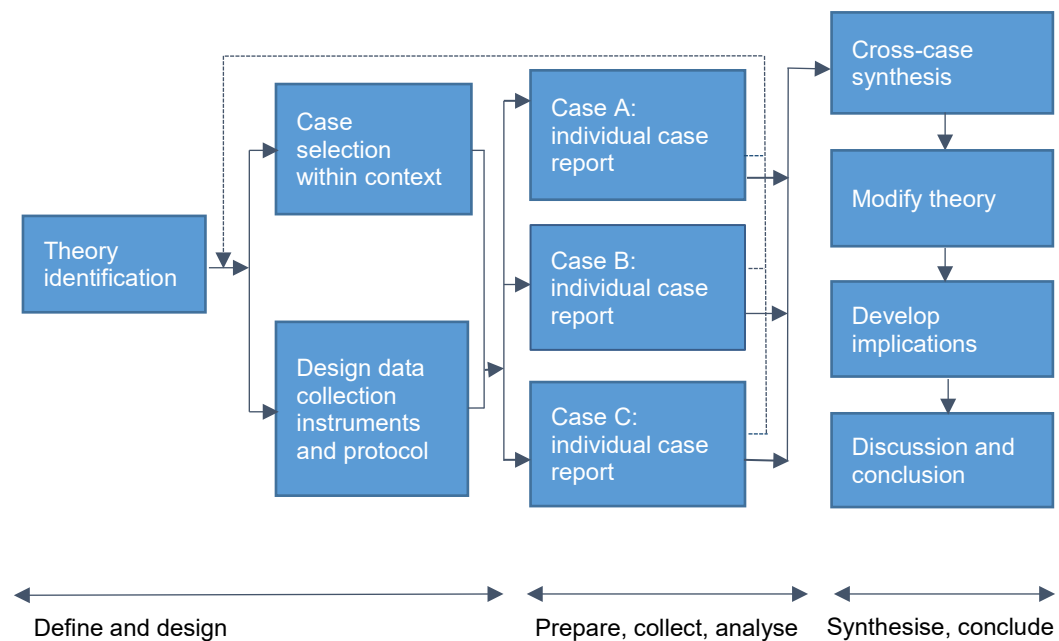 Theory
identification
Case
selection
within context
Design data
collection
instruments
and protocol
Case A:
individual case
report
Case B:
individual case
report
Case C:
individual case
report
Cross-case
synthesis
Modify theory
Develop
implications
Discussion and
conclusion
Define and design
Prepare, collect, analyse
Synthesise, conclude